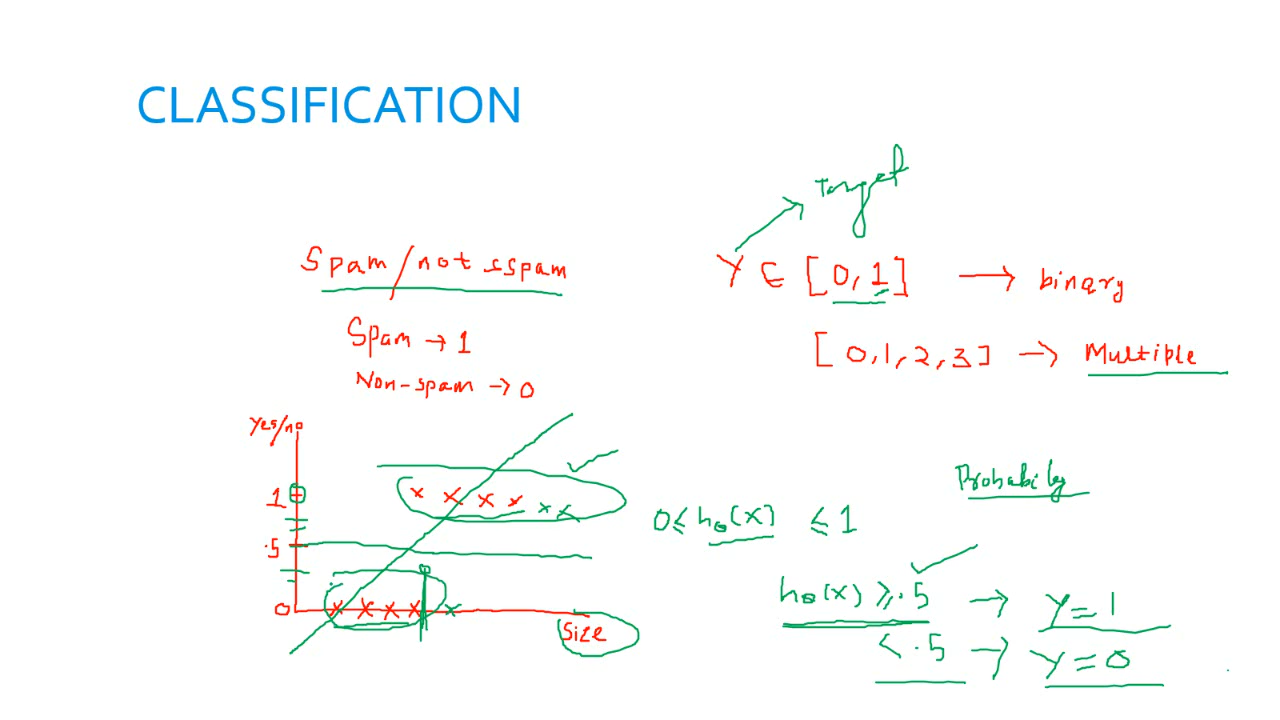 CLASSIFICATION
Target
Spam/not sspam
Y ∈ [0, 1] → binary
Spam → 1
[0, 1, 2, 3] → Multiple
Non-spam → 0
Yes/no
1
.5
0
Size
Probability
0 ≤ hθ(x) ≤ 1
hθ(x) ≥ .5 → Y = 1
< .5 → Y = 0